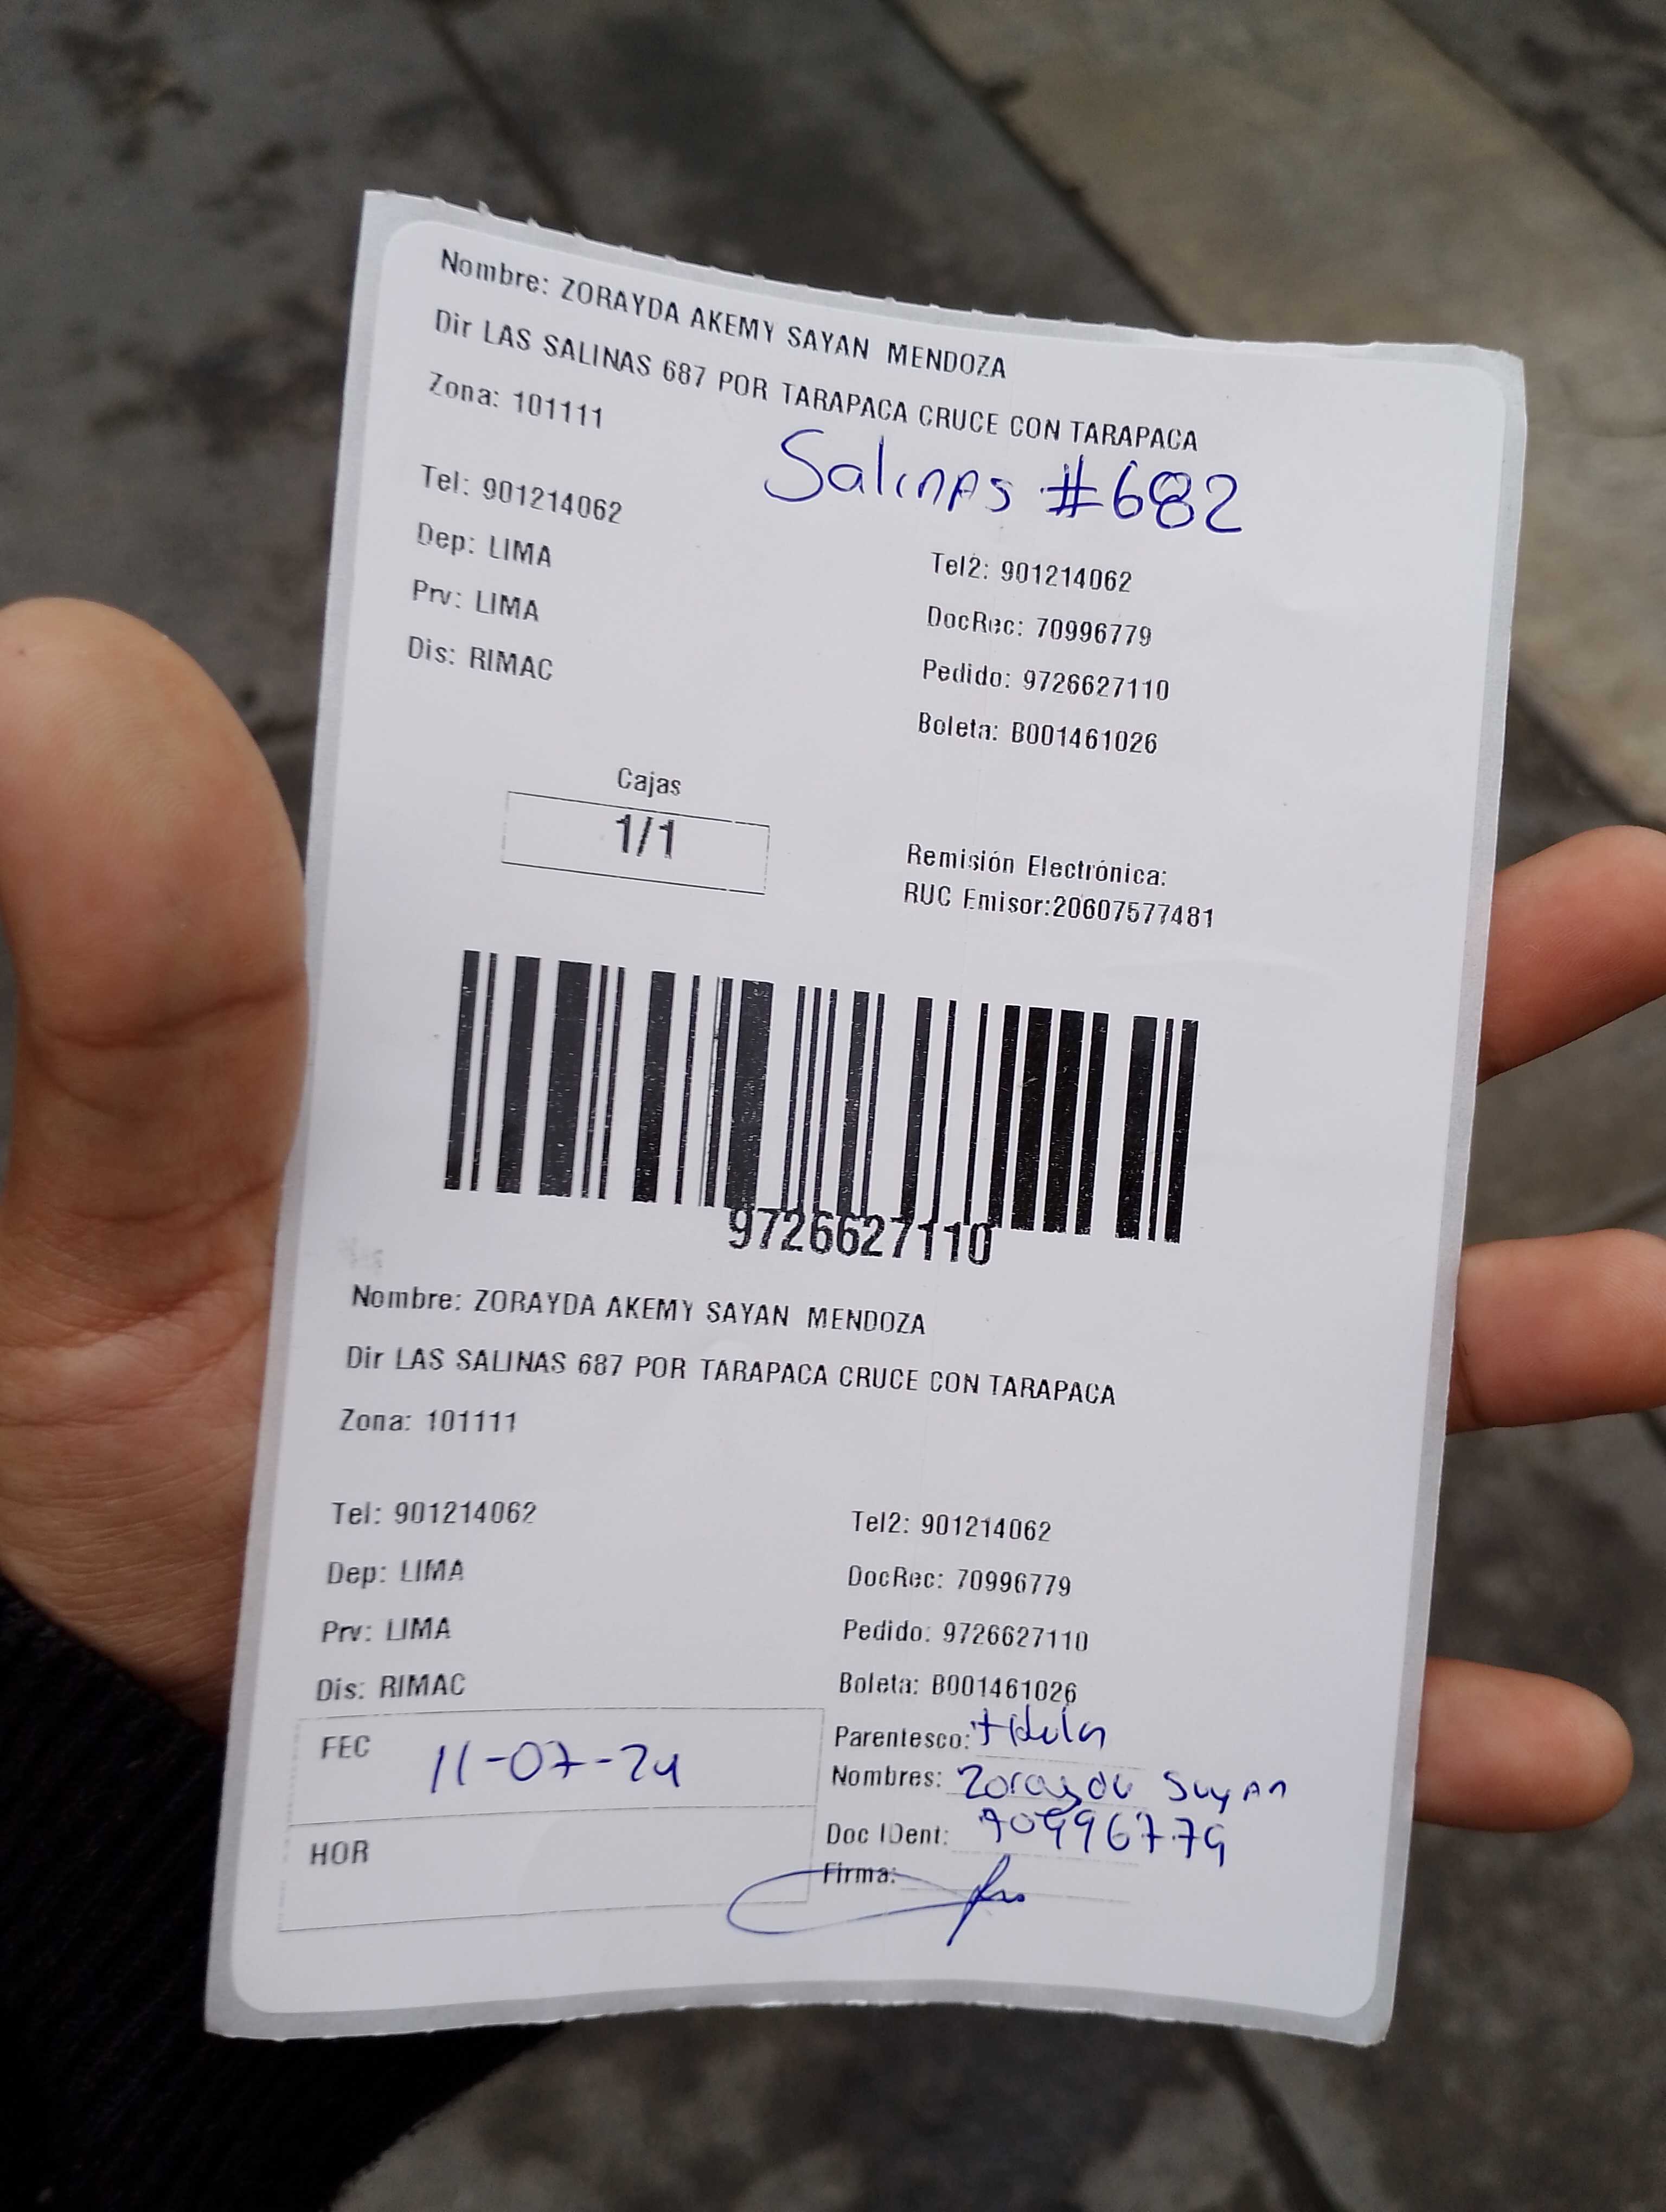 Nombre: ZORAYDA AKEMY SAYAN MENDOZA
Dir LAS SALINAS 687 POR TARAPACA CRUCE CON TARAPACA
Zona: 101111
Salinas #682
Tel: 901214062
Tel2: 901214062
Dep: LIMA
DocRec: 70996779
Prv: LIMA
Pedido: 9726627110
Dis: RIMAC
Boleta: B001461026
Cajas
1/1
Remisión Electrónica:
RUC Emisor:20607577481
9726627110
Nombre: ZORAYDA AKEMY SAYAN MENDOZA
Dir LAS SALINAS 687 POR TARAPACA CRUCE CON TARAPACA
Zona: 101111
Tel: 901214062
Tel2: 901214062
Dep: LIMA
DocRec: 70996779
Prv: LIMA
Pedido: 9726627110
Dis: RIMAC
Boleta: B001461026
FEC 11-07-24
HOR
Parentesco:
Nombres: Zorayda Sayan
Doc IDent: 70996779
Firma: